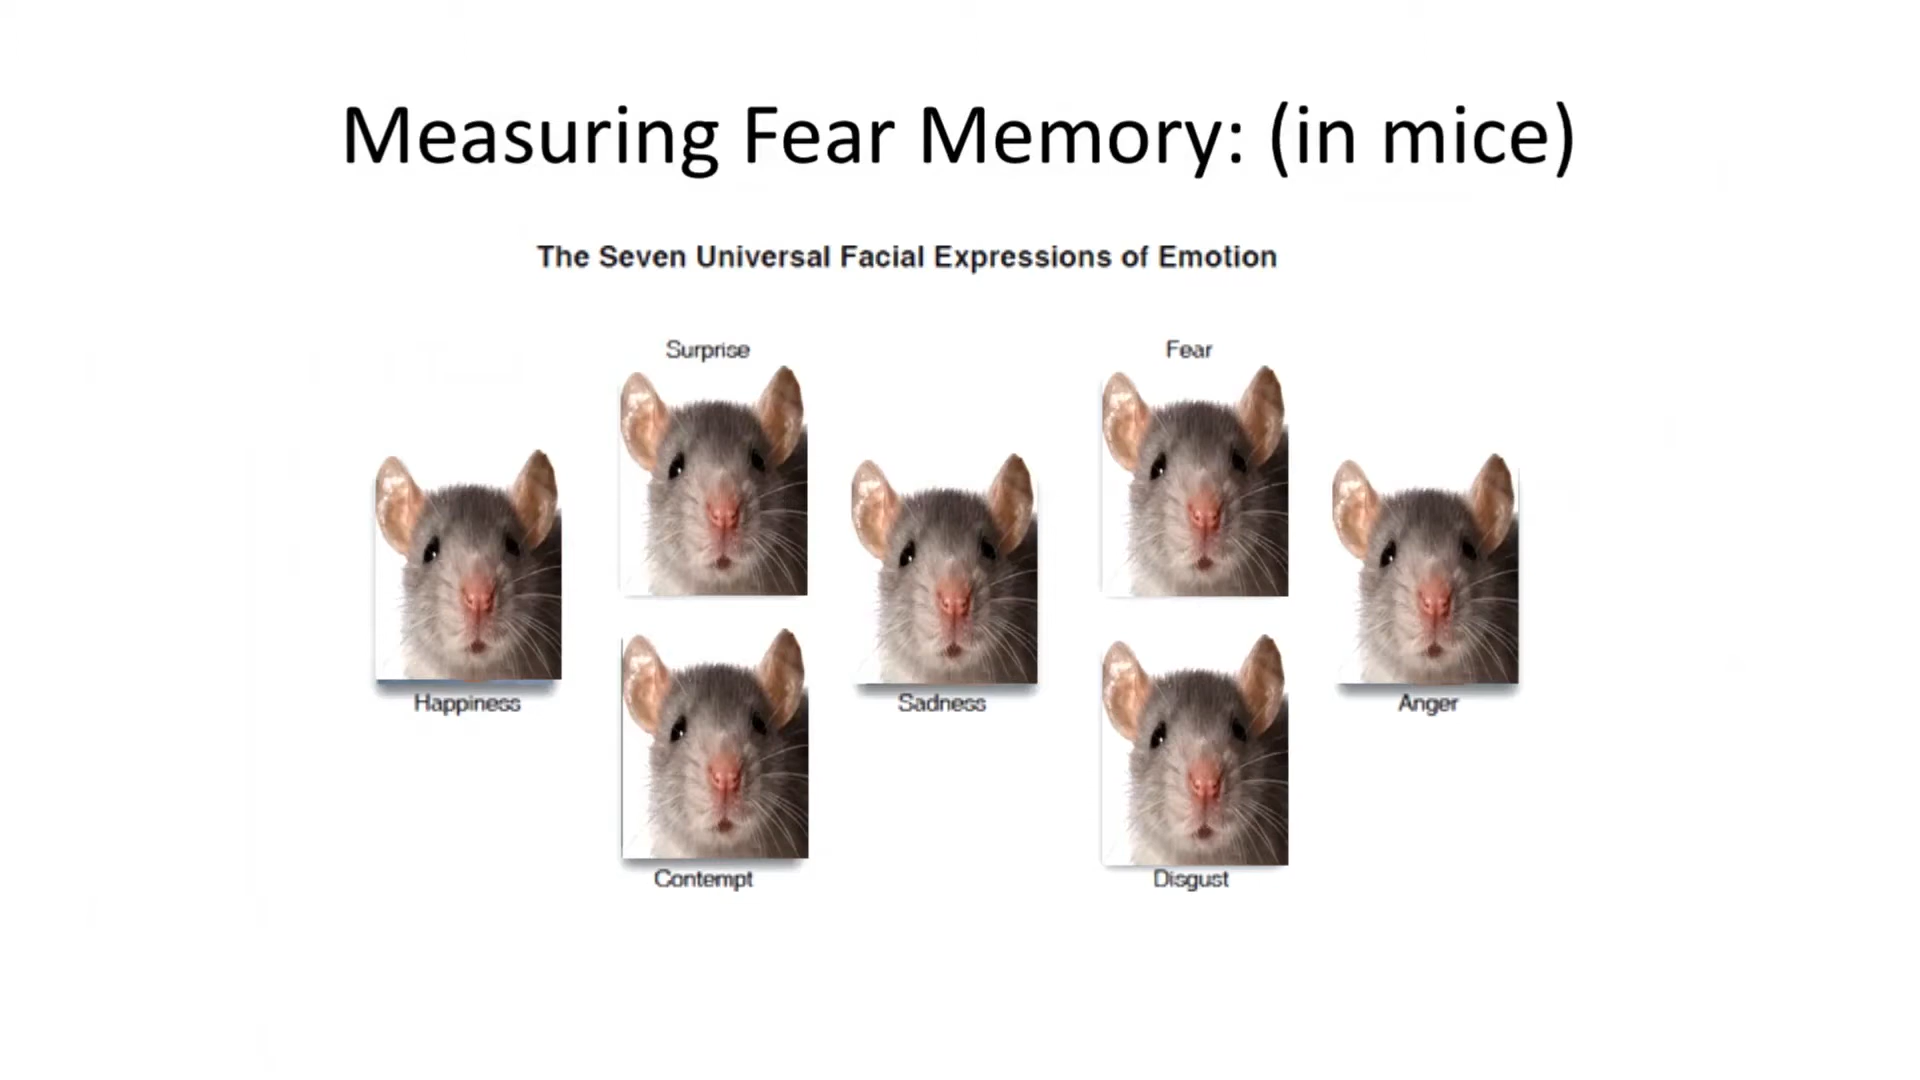 Measuring Fear Memory: (in mice)
The Seven Universal Facial Expressions of Emotion
Surprise
Fear
Happiness
Sadness
Anger
Contempt
Disgust